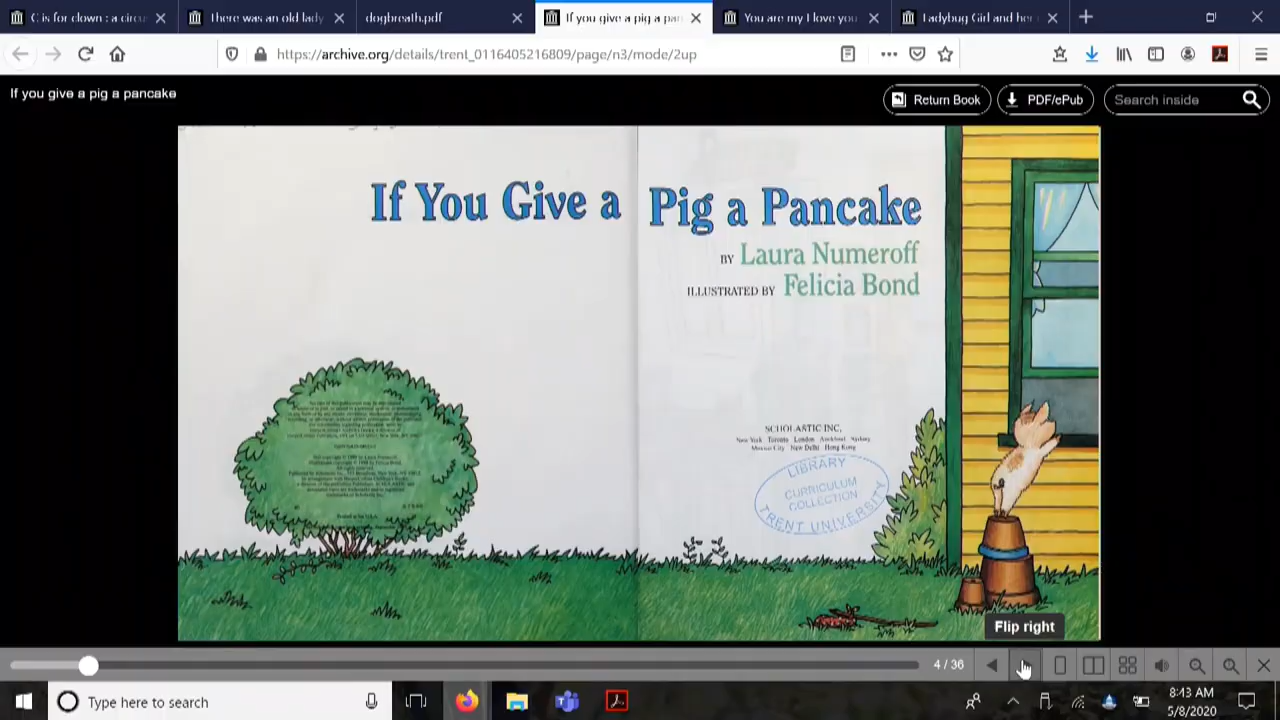 C is for clown : a circu
There was an old lady
dogbreath.pdf
If you give a pig a pan
You are my I love you
Ladybug Girl and her
https://archive.org/details/trent_0116405216809/page/n3/mode/2up
If you give a pig a pancake
Return Book
PDF/ePub
Search inside
If You Give a Pig a Pancake
BY Laura Numeroff
ILLUSTRATED BY Felicia Bond
SCHOLASTIC INC.
New York Toronto London Auckland Sydney
Mexico City New Delhi Hong Kong
LIBRARY
CURRICULUM
COLLECTION
TRENT UNIVERSITY
Flip right
4 / 36
Type here to search
8:43 AM
5/8/2020